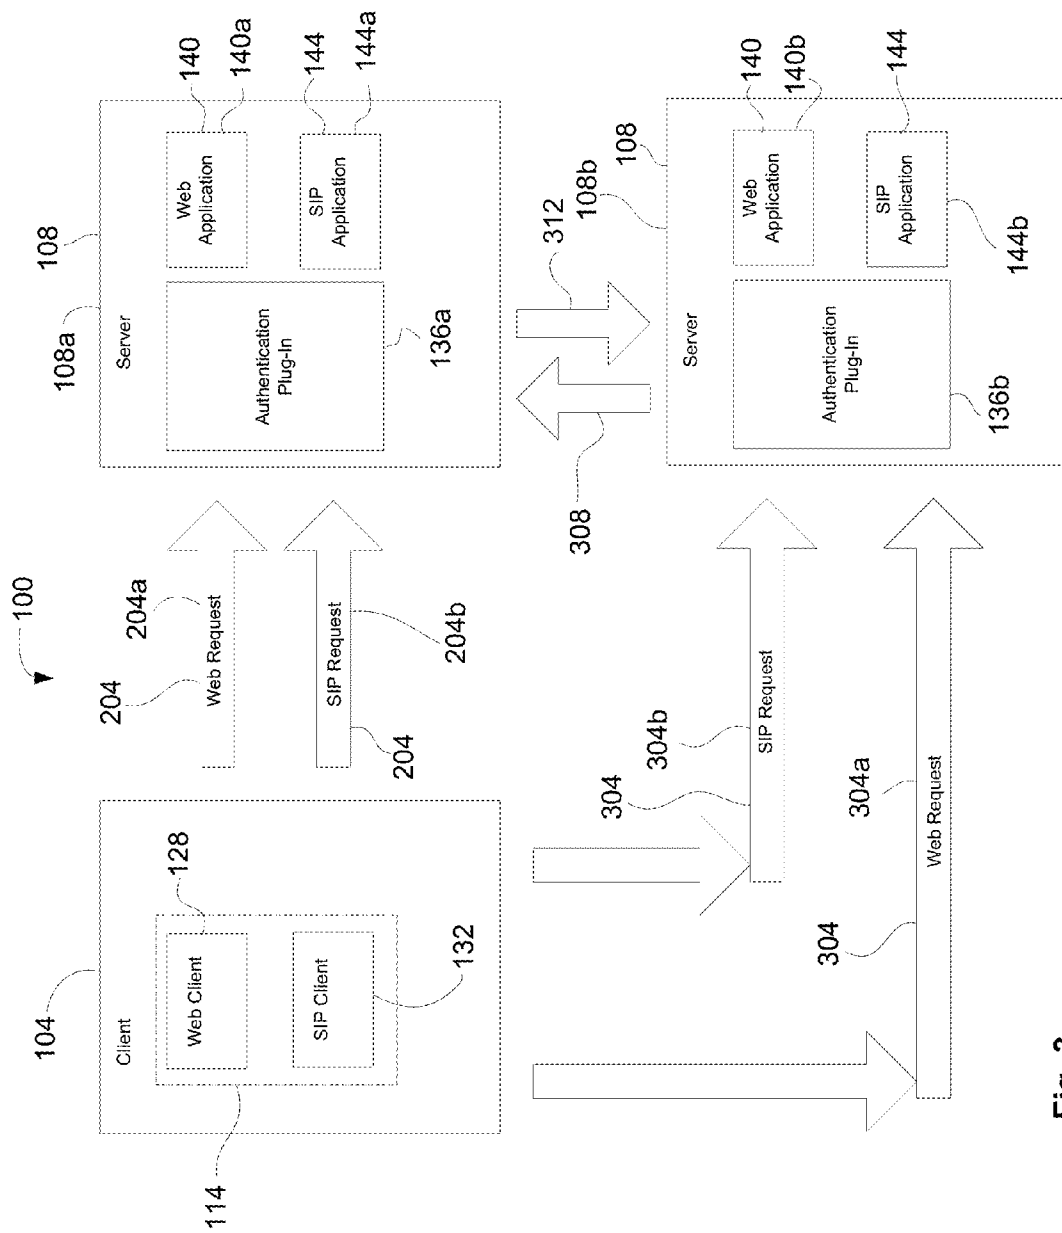 100
104
Client
114
Web Client
128
SIP Client
132
204
204a
Web Request
SIP Request
204
204b
108a
108
Server
Authentication
Plug-In
136a
Web
Application
140
140a
SIP
Application
144
144a
308
312
304
304b
SIP Request
304
304a
Web Request
108b
108
Server
Authentication
Plug-In
136b
Web
Application
140
140b
SIP
Application
144
144b
Fig.